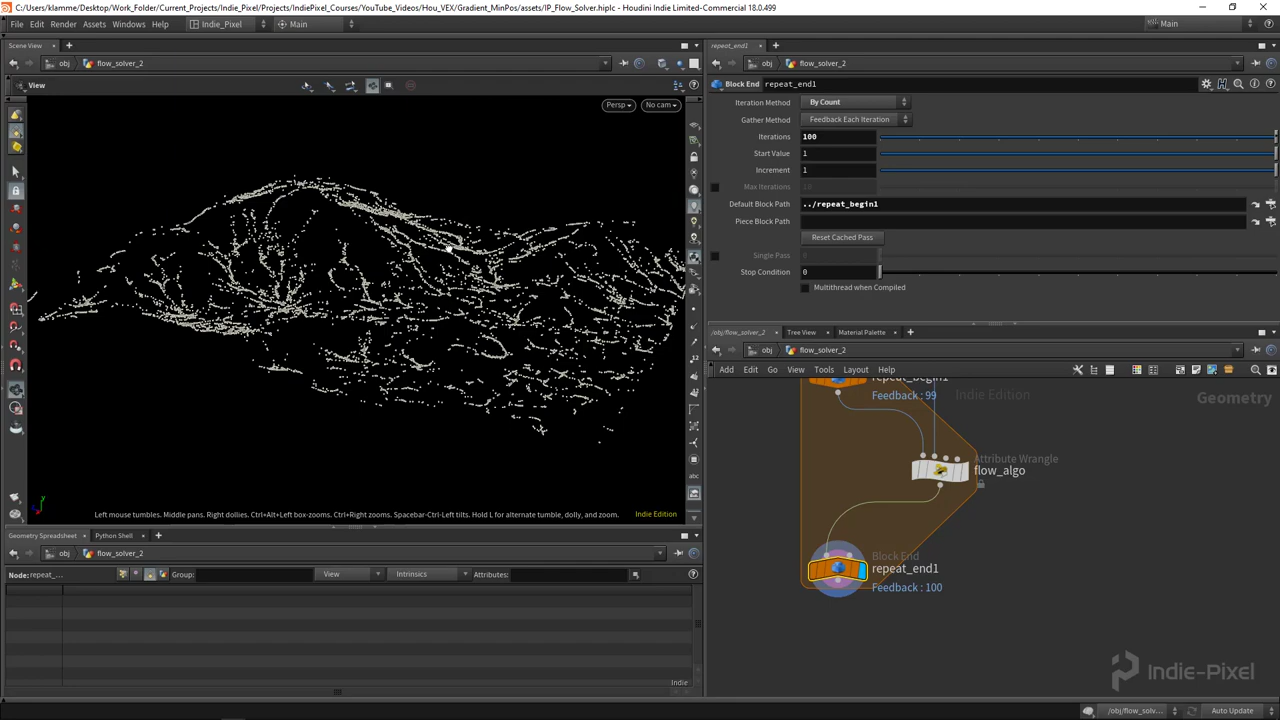 C:/Users/klamme/Desktop/Work_Folder/Current_Projects/Projects/IndiePixel_Courses/YouTube_Videos/Hou_VEX/Gradient_MinPos/assets/IP_Flow_Solver.hiplc - Houdini Indie Limited-Commercial 18.0.499
File Edit Render Assets Windows Help Indie_Pixel Main Main
Scene View
obj flow_solver_2
View
Persp No cam
Left mouse tumbles. Middle pans. Right dollies. Ctrl+Alt+Left box-zooms. Ctrl+Right zooms. Spacebar-Ctrl-Left tilts. Hold L for alternate tumble, dolly, and zoom. Indie Edition
Geometry Spreadsheet Python Shell
obj flow_solver_2
Node: repeat_... Group: View Intrinsics Attributes:
Indie
repeat_end1
obj flow_solver_2
Block End repeat_end1
Iteration Method By Count
Gather Method Feedback Each Iteration
Iterations 100
Start Value 1
Increment 1
Max Iterations 10
Default Block Path ../repeat_begin1
Piece Block Path
Reset Cached Pass
Single Pass 0
Stop Condition 0
Multithread when Compiled
/obj/flow_solver_2 Tree View Material Palette
obj flow_solver_2
Add Edit Go View Tools Layout Help
repeat_begin1
Feedback : 99
Indie Edition
Geometry
Attribute Wrangle
flow_algo
Block End
repeat_end1
Feedback : 100
Indie-Pixel
/obj/flow_solv... Auto Update